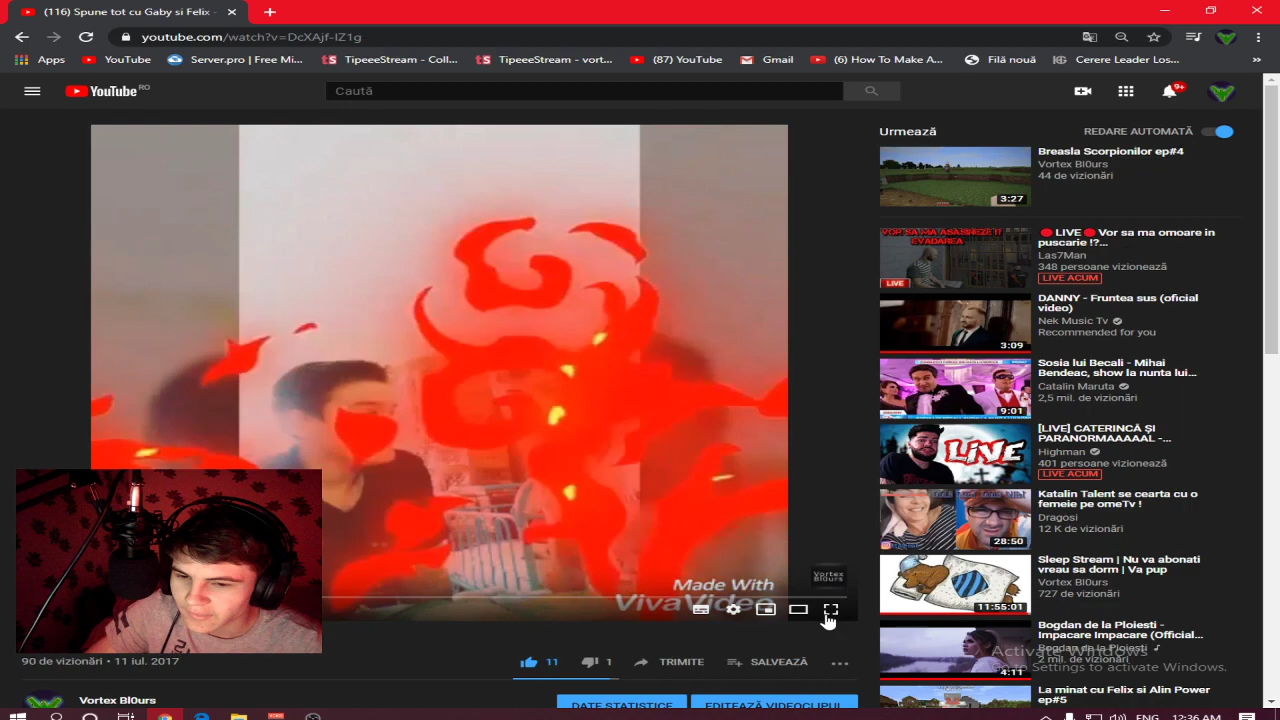 (116) Spune tot cu Gaby si Felix -
youtube.com/watch?v=DcXAjf-IZ1g
Apps YouTube Server.pro | Free Mi... TipeeeStream - Coll... TipeeeStream - vort... (87) YouTube Gmail (6) How To Make A... Filă nouă Cerere Leader Los...
YouTube RO
Caută
9+
Urmează
REDARE AUTOMATĂ
Breasla Scorpionilor ep#4
Vortex Bl0urs
44 de vizionări
3:27
VOR SA MA ASASINEZE !?
EVADAREA
LIVE
LIVE Vor sa ma omoare in
puscarie !?...
Las7Man
348 persoane vizionează
LIVE ACUM
DANNY - Fruntea sus (oficial
video)
Nek Music Tv
Recommended for you
3:09
Sosia lui Becali - Mihai
Bendeac, show la nunta lui...
Catalin Maruta
2,5 mil. de vizionări
9:01
[LIVE] CATERINCĂ ȘI
PARANORMAAAAAL -...
Highman
401 persoane vizionează
LIVE ACUM
LIVE
Katalin Talent se cearta cu o
femeie pe omeTv !
Dragosi
12 K de vizionări
28:50
Sleep Stream | Nu va abonati
vreau sa dorm | Va pup
Vortex Bl0urs
727 de vizionări
11:55:01
Bogdan de la Ploiesti -
Impacare Impacare (Official...
Bogdan de la Ploiesti
2 mil. de vizionări
4:11
La minat cu Felix si Alin Power
ep#5
Activate Windows
Go to Settings to activate Windows.
Made With
VivaVideo
Vortex
Bl0urs
90 de vizionări • 11 iul. 2017
11
1
TRIMITE
SALVEAZĂ
Vortex Bl0urs
DATE STATISTICE
EDITEAZĂ VIDEOCLIPUL
ENG 12:36 AM